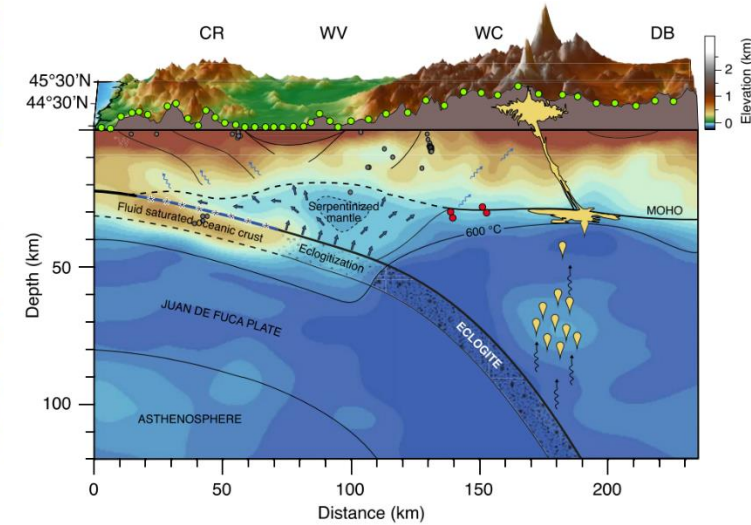 CR WV WC DB
45°30'N
44°30'N
Elevation (km)
2
1
0
Serpentinized
mantle
Fluid saturated oceanic crust
Eclogitization
MOHO
600 °C
50
Depth (km)
JUAN DE FUCA PLATE
ECLOGITE
100
ASTHENOSPHERE
0 50 100 150 200
Distance (km)